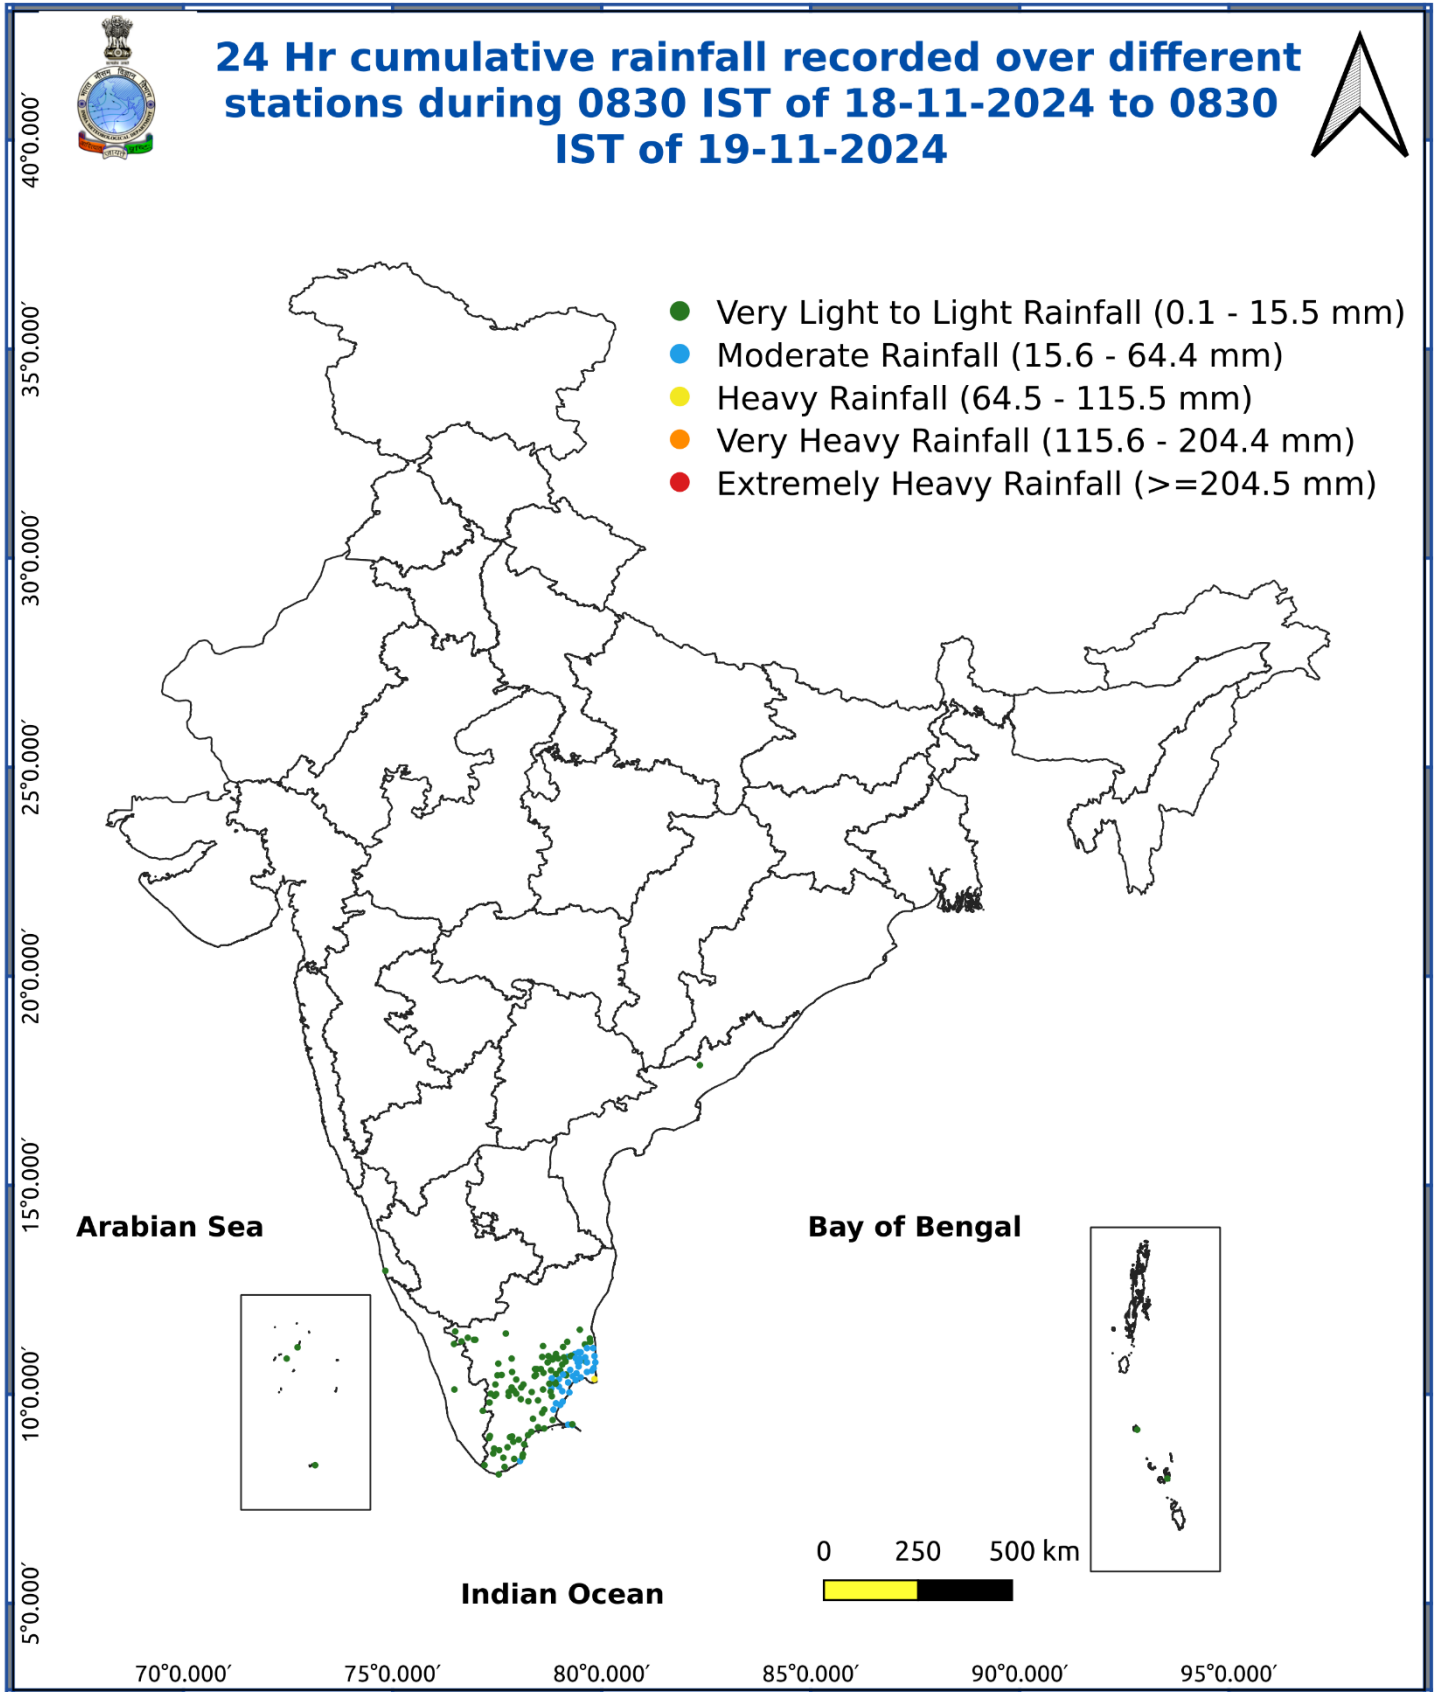 24 Hr cumulative rainfall recorded over different
stations during 0830 IST of 18-11-2024 to 0830
IST of 19-11-2024
Very Light to Light Rainfall (0.1 - 15.5 mm)
Moderate Rainfall (15.6 - 64.4 mm)
Heavy Rainfall (64.5 - 115.5 mm)
Very Heavy Rainfall (115.6 - 204.4 mm)
Extremely Heavy Rainfall (>=204.5 mm)
40°0.000′
35°0.000′
30°0.000′
25°0.000′
20°0.000′
15°0.000′
10°0.000′
5°0.000′
Arabian Sea
Bay of Bengal
Indian Ocean
0 250 500 km
70°0.000′ 75°0.000′ 80°0.000′ 85°0.000′ 90°0.000′ 95°0.000′